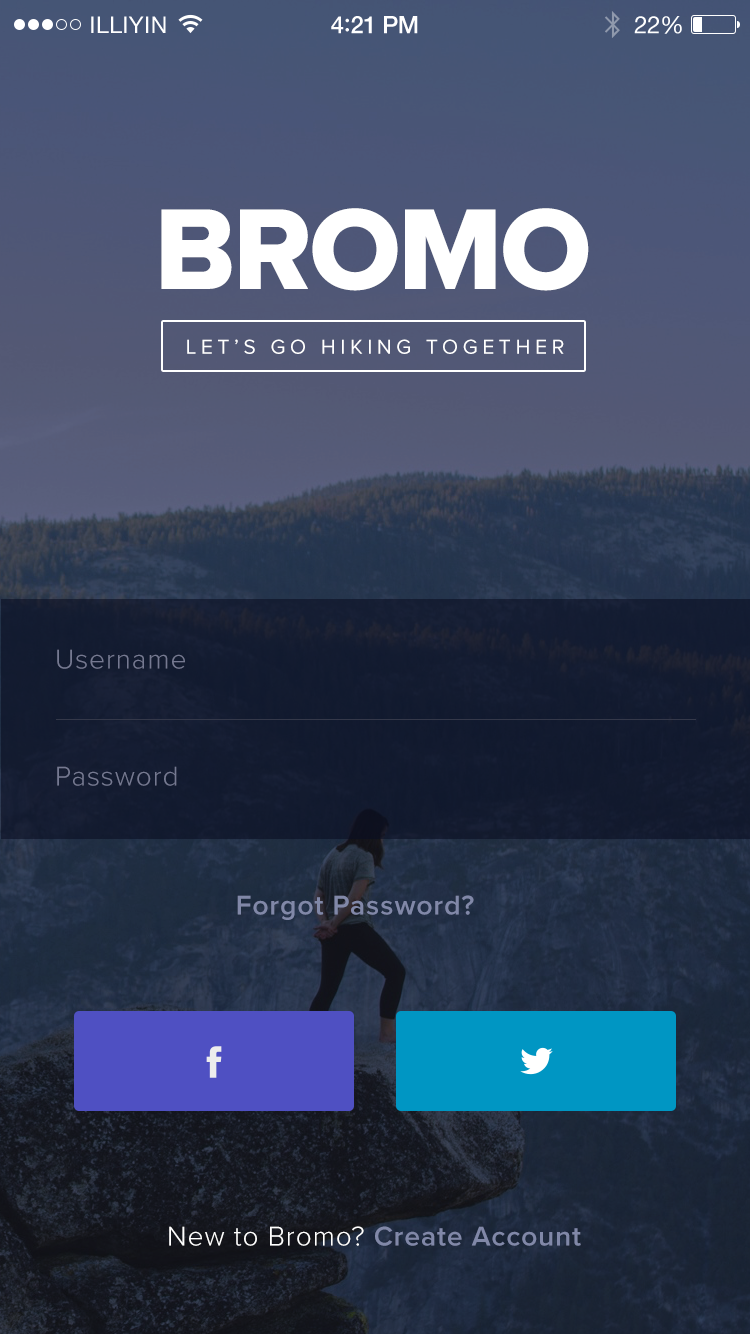 ILLIYIN 4:21 PM 22%
BROMO
LET'S GO HIKING TOGETHER
Username
Password
Forgot Password?
f
New to Bromo? Create Account